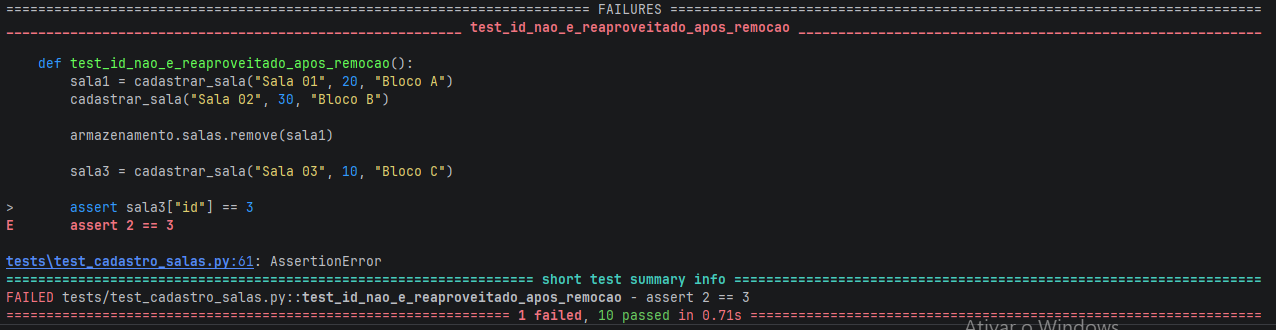 ============================================================================ FAILURES ============================================================================
_________________________________________________________ test_id_nao_e_reaproveitado_apos_remocao __________________________________________________________
def test_id_nao_e_reaproveitado_apos_remocao():
sala1 = cadastrar_sala("Sala 01", 20, "Bloco A")
cadastrar_sala("Sala 02", 30, "Bloco B")
armazenamento.salas.remove(sala1)
sala3 = cadastrar_sala("Sala 03", 10, "Bloco C")
> assert sala3["id"] == 3
E assert 2 == 3
tests\test_cadastro_salas.py:61: AssertionError
================================================================== short test summary info ==================================================================
FAILED tests/test_cadastro_salas.py::test_id_nao_e_reaproveitado_apos_remocao - assert 2 == 3
=============================================================== 1 failed, 10 passed in 0.71s ================================================================
Ativar o Windows